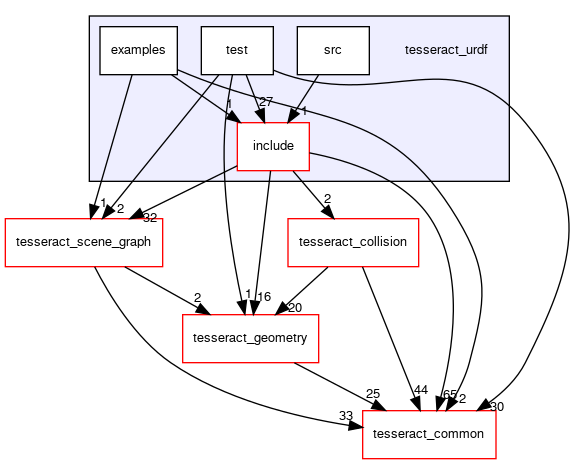 examples
test
src
tesseract_urdf
1
27
1
include
2
1
2
32
tesseract_scene_graph
tesseract_collision
2
1
16
20
tesseract_geometry
44
65
2
30
25
33
tesseract_common